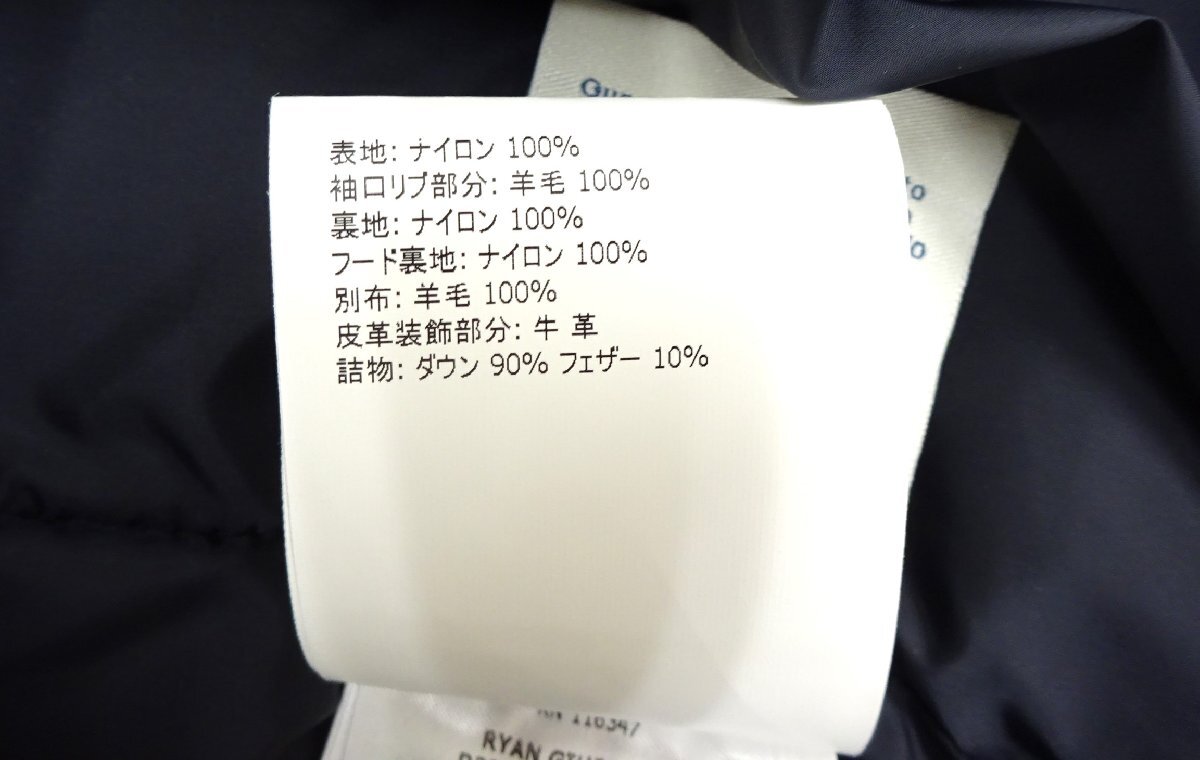 表地: ナイロン 100%
袖口リブ部分: 羊毛 100%
裏地: ナイロン 100%
フード裏地: ナイロン 100%
別布: 羊毛 100%
皮革装飾部分: 牛 革
詰物: ダウン 90% フェザー 10%
RN 116347
RYAN